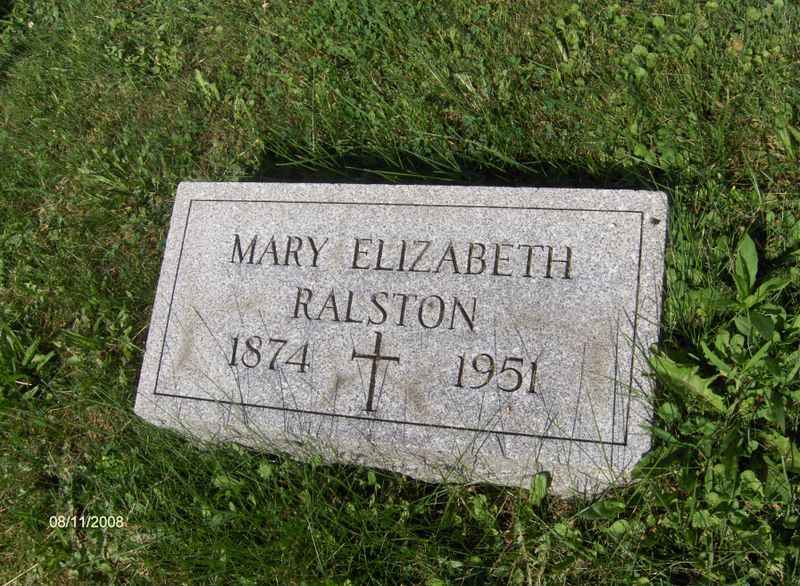 MARY ELIZABETH
RALSTON
1874 1951
08/11/2008